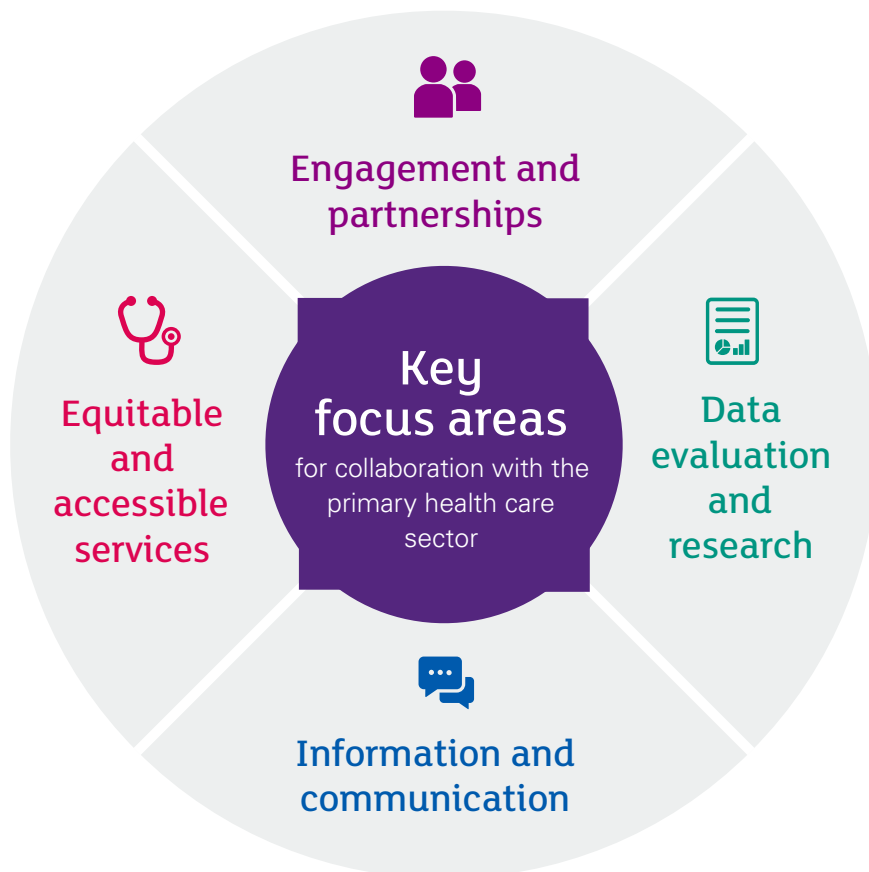 Engagement and
partnerships
Equitable
and
accessible
services
Key
focus areas
for collaboration with the
primary health care
sector
Data
evaluation
and
research
Information and
communication